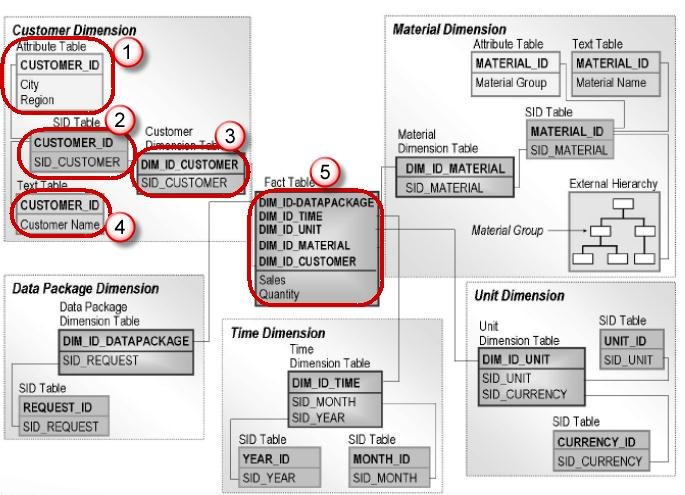 Customer Dimension
Attribute Table
1
CUSTOMER_ID
City
Region
SID Table
2
CUSTOMER_ID
SID_CUSTOMER
Customer
Dimension Table
3
DIM_ID_CUSTOMER
SID_CUSTOMER
Text Table
CUSTOMER_ID
Customer Name
4
Fact Table
5
DIM_ID-DATAPACKAGE
DIM_ID_TIME
DIM_ID_UNIT
DIM_ID_MATERIAL
DIM_ID_CUSTOMER
Sales
Quantity
Material Dimension
Attribute Table
MATERIAL_ID
Material Group
Text Table
MATERIAL_ID
Material Name
SID Table
MATERIAL_ID
SID_MATERIAL
Material
Dimension Table
DIM_ID_MATERIAL
SID_MATERIAL
External Hierarchy
Material Group
Data Package Dimension
Data Package
Dimension Table
DIM_ID_DATAPACKAGE
SID_REQUEST
SID Table
REQUEST_ID
SID_REQUEST
Time Dimension
Time
Dimension Table
DIM_ID_TIME
SID_MONTH
SID_YEAR
SID Table
YEAR_ID
SID_YEAR
SID Table
MONTH_ID
SID_MONTH
Unit Dimension
Unit
Dimension Table
DIM_ID_UNIT
SID_UNIT
SID_CURRENCY
SID Table
UNIT_ID
SID_UNIT
SID Table
CURRENCY_ID
SID_CURRENCY